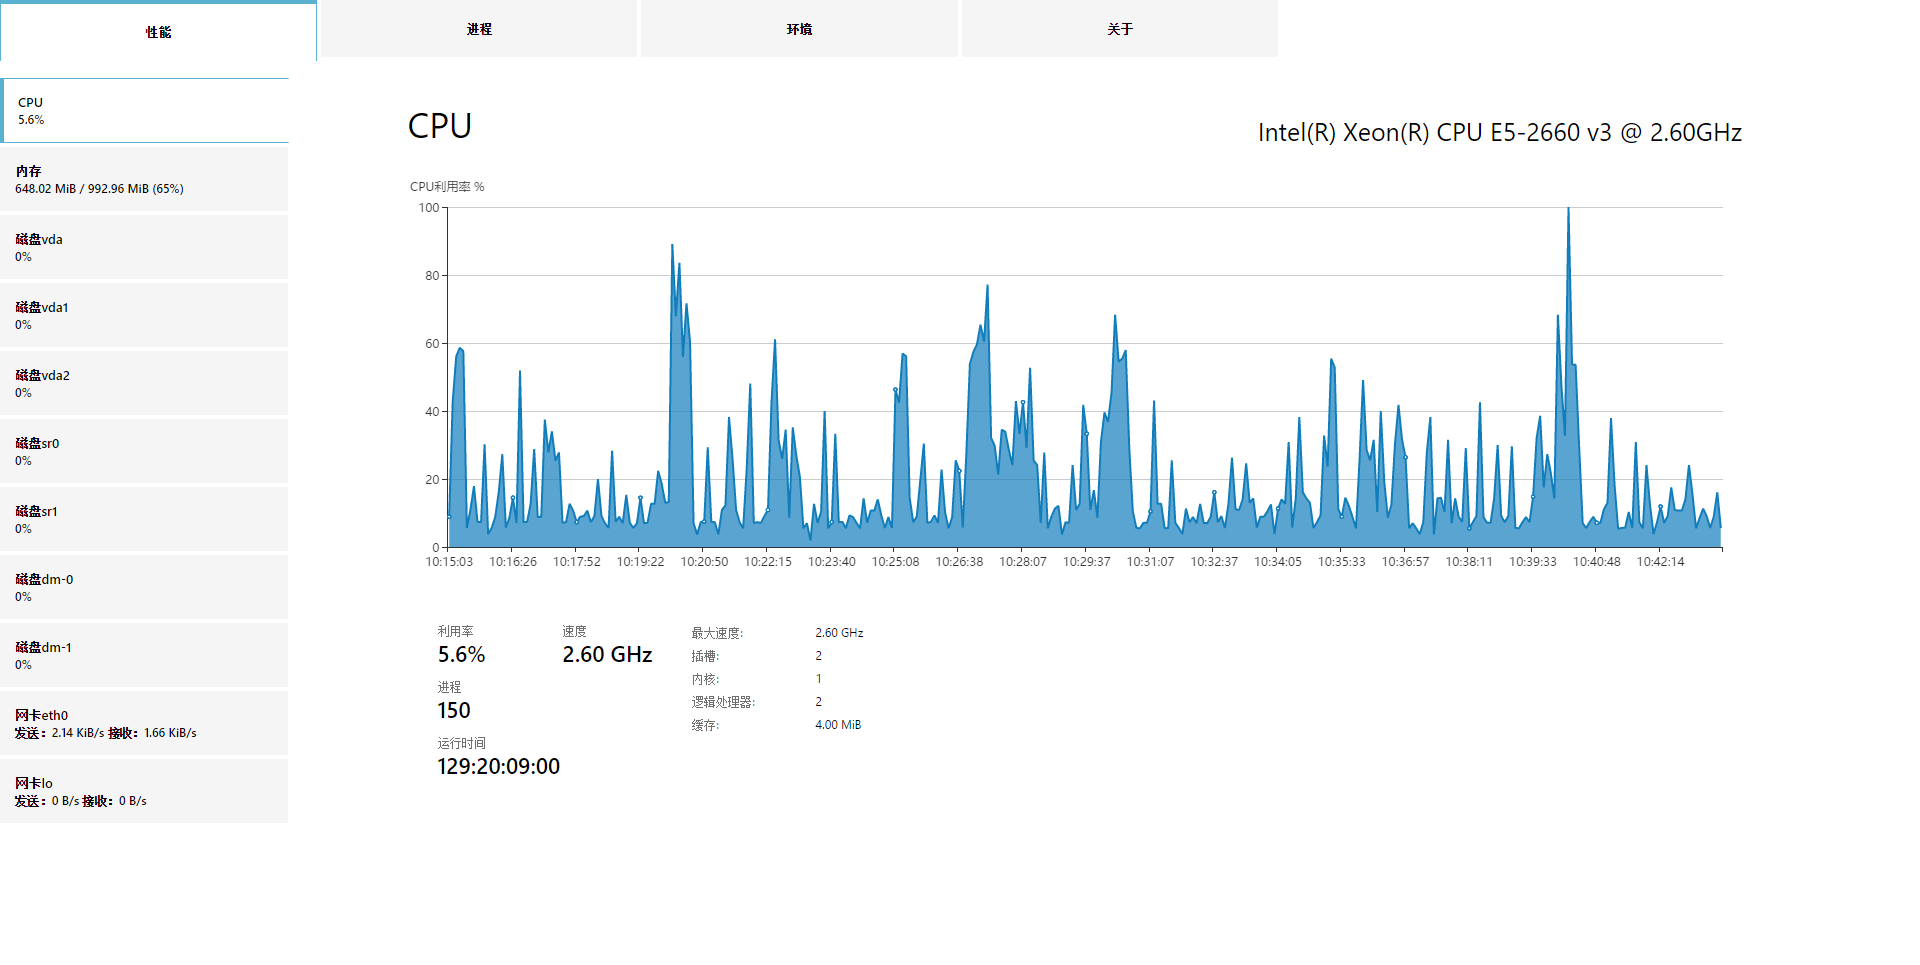 性能
进程
环境
关于
CPU
5.6%
内存
648.02 MiB / 992.96 MiB (65%)
磁盘vda
0%
磁盘vda1
0%
磁盘vda2
0%
磁盘sr0
0%
磁盘sr1
0%
磁盘dm-0
0%
磁盘dm-1
0%
网卡eth0
发送：2.14 KiB/s 接收：1.66 KiB/s
网卡lo
发送：0 B/s 接收：0 B/s
CPU
Intel(R) Xeon(R) CPU E5-2660 v3 @ 2.60GHz
CPU利用率 %
100
80
60
40
20
0
10:15:03 10:16:26 10:17:52 10:19:22 10:20:50 10:22:15 10:23:40 10:25:08 10:26:38 10:28:07 10:29:37 10:31:07 10:32:37 10:34:05 10:35:33 10:36:57 10:38:11 10:39:33 10:40:48 10:42:14
利用率 速度
5.6% 2.60 GHz
进程
150
运行时间
129:20:09:00
最大速度: 2.60 GHz
插槽: 2
内核: 1
逻辑处理器: 2
缓存: 4.00 MiB